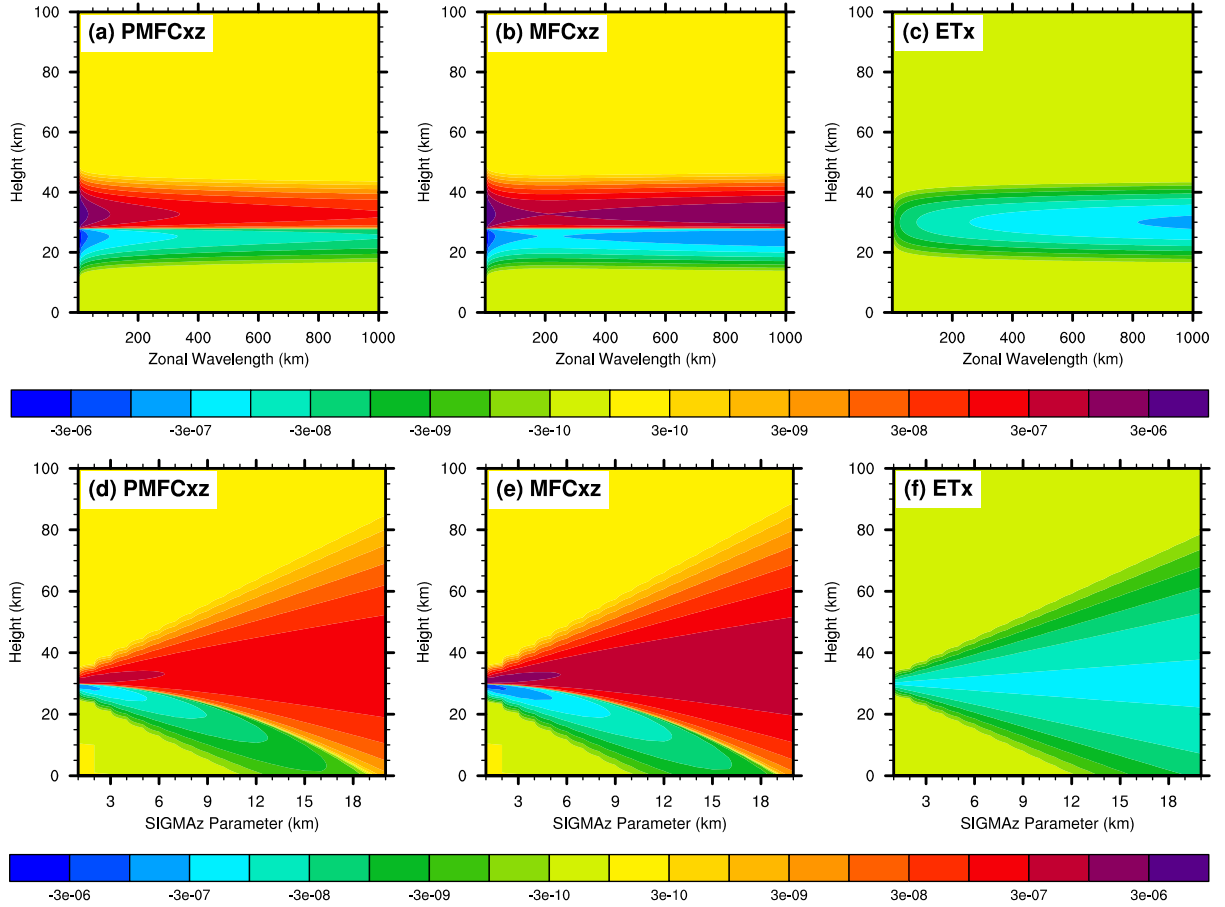 (a) PMFCxz
(b) MFCxz
(c) ETx
100
80
60
40
20
0
Height (km)
200 400 600 800 1000
Zonal Wavelength (km)
100
80
60
40
20
0
Height (km)
200 400 600 800 1000
Zonal Wavelength (km)
100
80
60
40
20
0
Height (km)
200 400 600 800 1000
Zonal Wavelength (km)
-3e-06 -3e-07 -3e-08 -3e-09 -3e-10 3e-10 3e-09 3e-08 3e-07 3e-06
(d) PMFCxz
(e) MFCxz
(f) ETx
100
80
60
40
20
0
Height (km)
3 6 9 12 15 18
SIGMAz Parameter (km)
100
80
60
40
20
0
Height (km)
3 6 9 12 15 18
SIGMAz Parameter (km)
100
80
60
40
20
0
Height (km)
3 6 9 12 15 18
SIGMAz Parameter (km)
-3e-06 -3e-07 -3e-08 -3e-09 -3e-10 3e-10 3e-09 3e-08 3e-07 3e-06